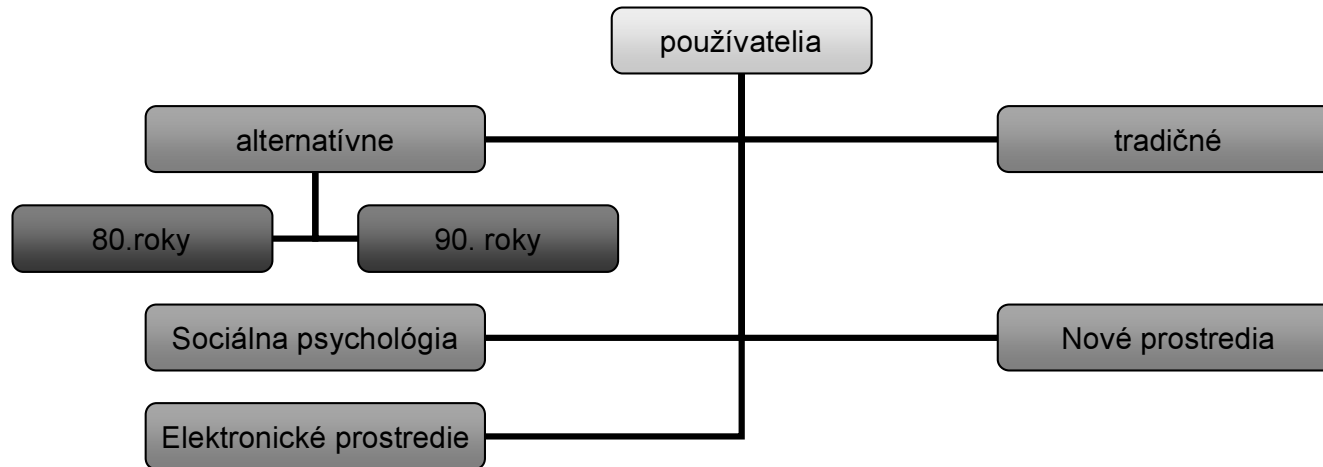 používatelia
alternatívne
tradičné
80.roky
90. roky
Sociálna psychológia
Nové prostredia
Elektronické prostredie